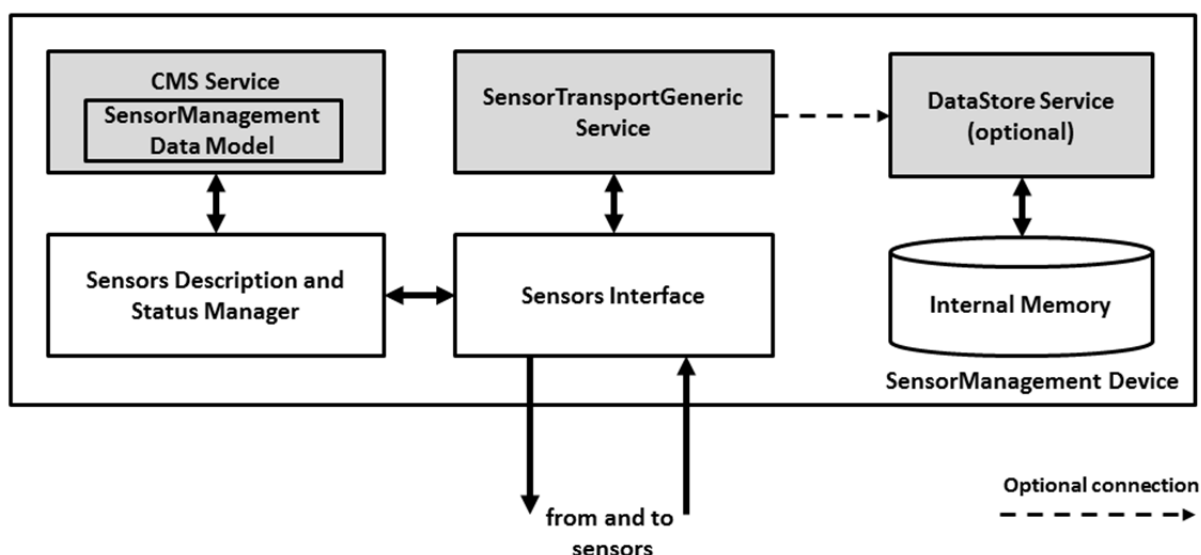 CMS Service
SensorManagement
Data Model
SensorTransportGeneric
Service
DataStore Service
(optional)
Sensors Description and
Status Manager
Sensors Interface
Internal Memory
SensorManagement Device
from and to
sensors
Optional connection